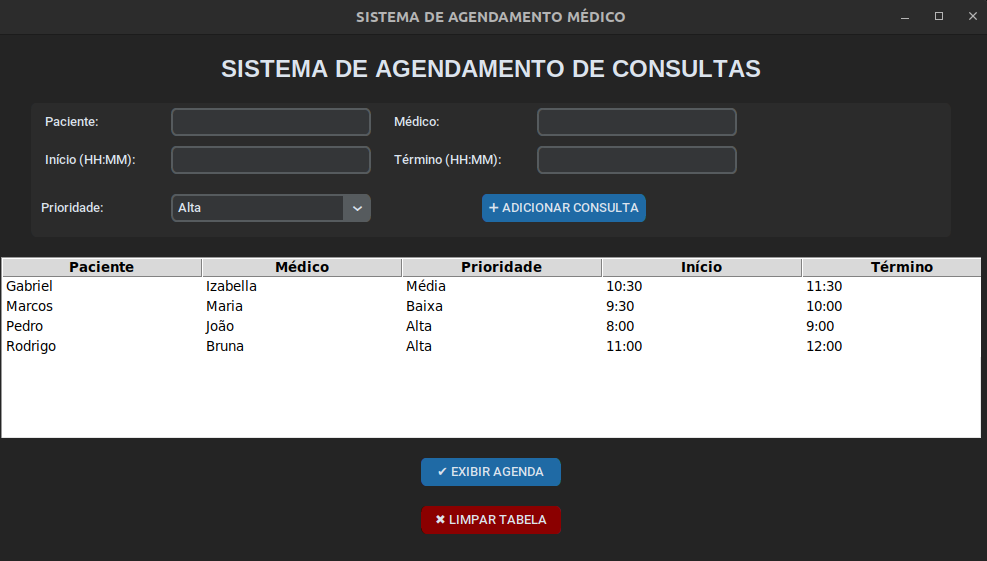 SISTEMA DE AGENDAMENTO MÉDICO
SISTEMA DE AGENDAMENTO DE CONSULTAS
Paciente: Médico:
Início (HH:MM): Término (HH:MM):
Prioridade: Alta + ADICIONAR CONSULTA
Paciente Médico Prioridade Início Término
Gabriel Izabella Média 10:30 11:30
Marcos Maria Baixa 9:30 10:00
Pedro João Alta 8:00 9:00
Rodrigo Bruna Alta 11:00 12:00
✔ EXIBIR AGENDA
✖ LIMPAR TABELA